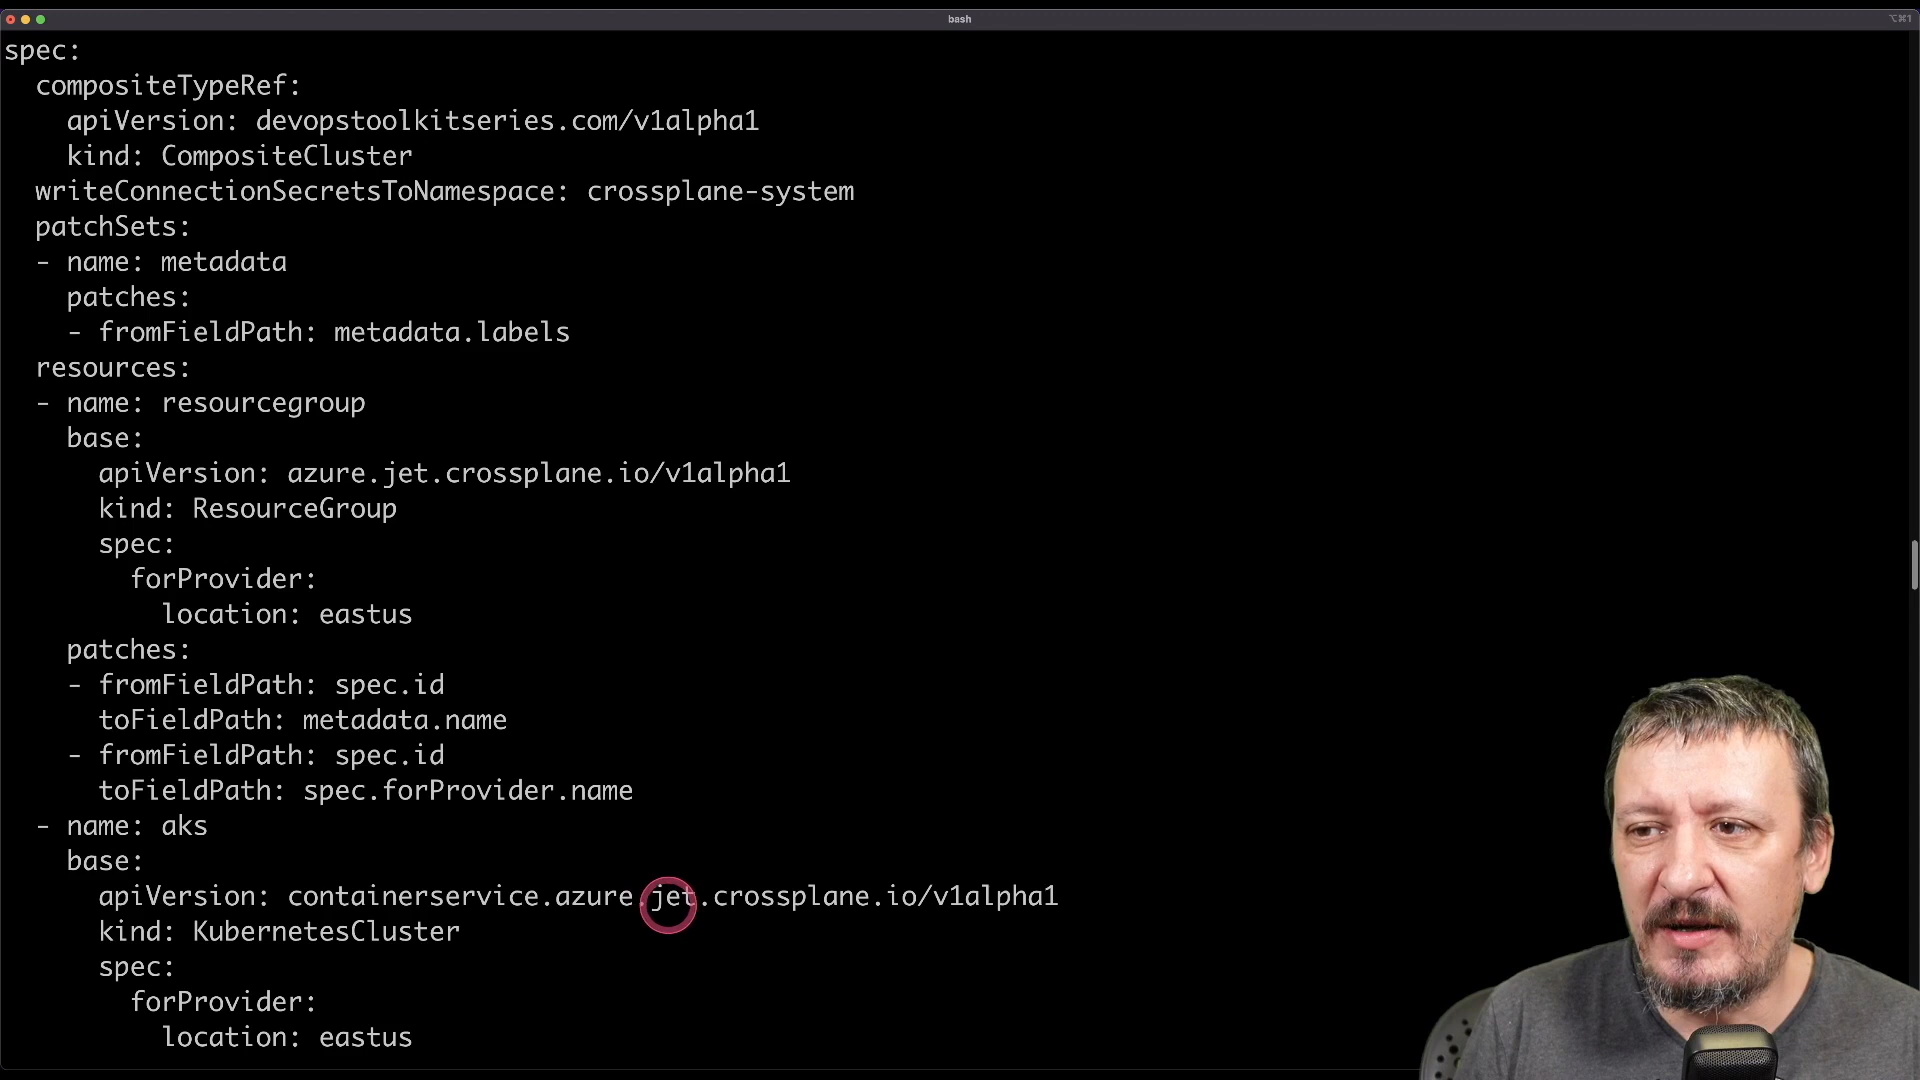 bash
⌥⌘1
spec:
  compositeTypeRef:
    apiVersion: devopstoolkitseries.com/v1alpha1
    kind: CompositeCluster
  writeConnectionSecretsToNamespace: crossplane-system
  patchSets:
  - name: metadata
    patches:
    - fromFieldPath: metadata.labels
  resources:
  - name: resourcegroup
    base:
      apiVersion: azure.jet.crossplane.io/v1alpha1
      kind: ResourceGroup
      spec:
        forProvider:
          location: eastus
    patches:
    - fromFieldPath: spec.id
      toFieldPath: metadata.name
    - fromFieldPath: spec.id
      toFieldPath: spec.forProvider.name
  - name: aks
    base:
      apiVersion: containerservice.azure.jet.crossplane.io/v1alpha1
      kind: KubernetesCluster
      spec:
        forProvider:
          location: eastus